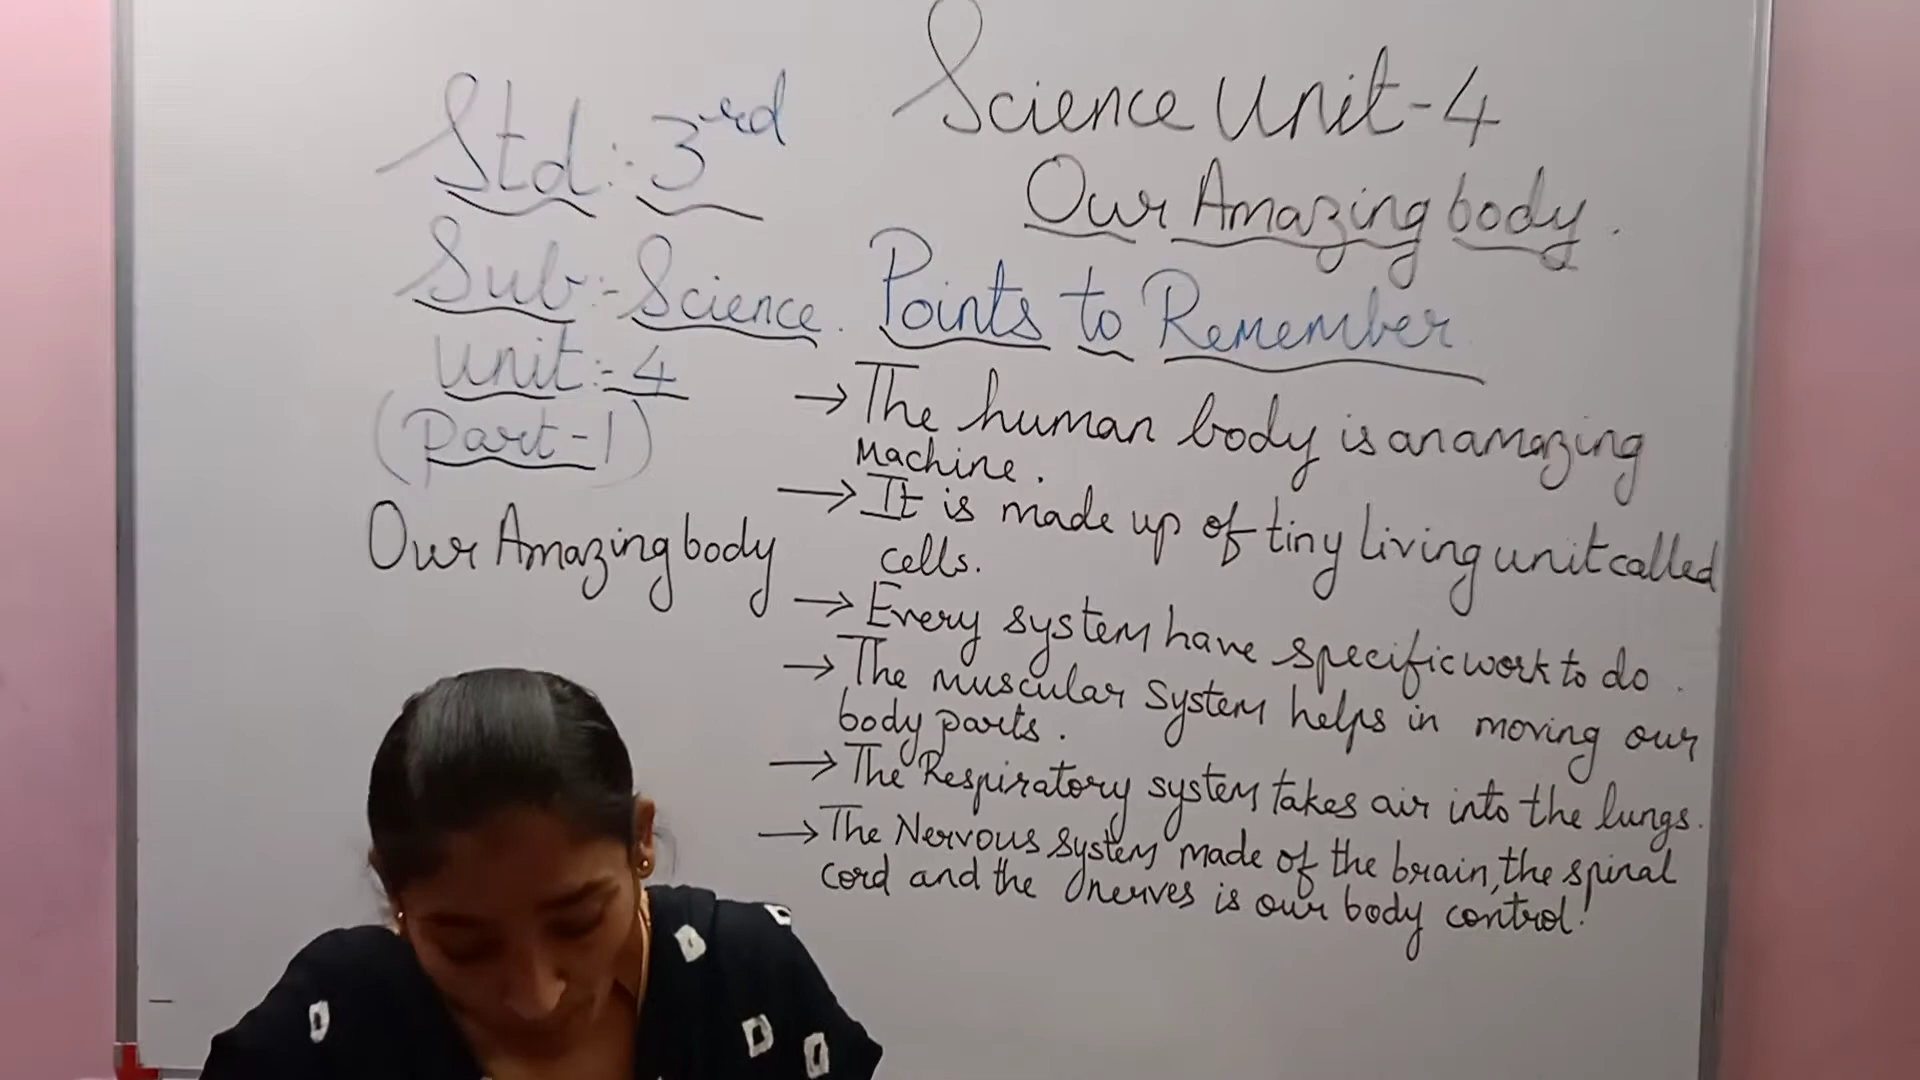 Std:- 3rd
Sub:- Science.
Unit:- 4
(Part-1)
Our Amazing body
Science Unit-4
Our Amazing body.
Points to Remember
→ The human body is an amazing
Machine.
→ It is made up of tiny living unit called
cells.
→ Every system have specific work to do.
→ The muscular system helps in moving our
body parts.
→ The Respiratory system takes air into the lungs.
→ The Nervous system made of the brain, the spinal
cord and the nerves is our body control!